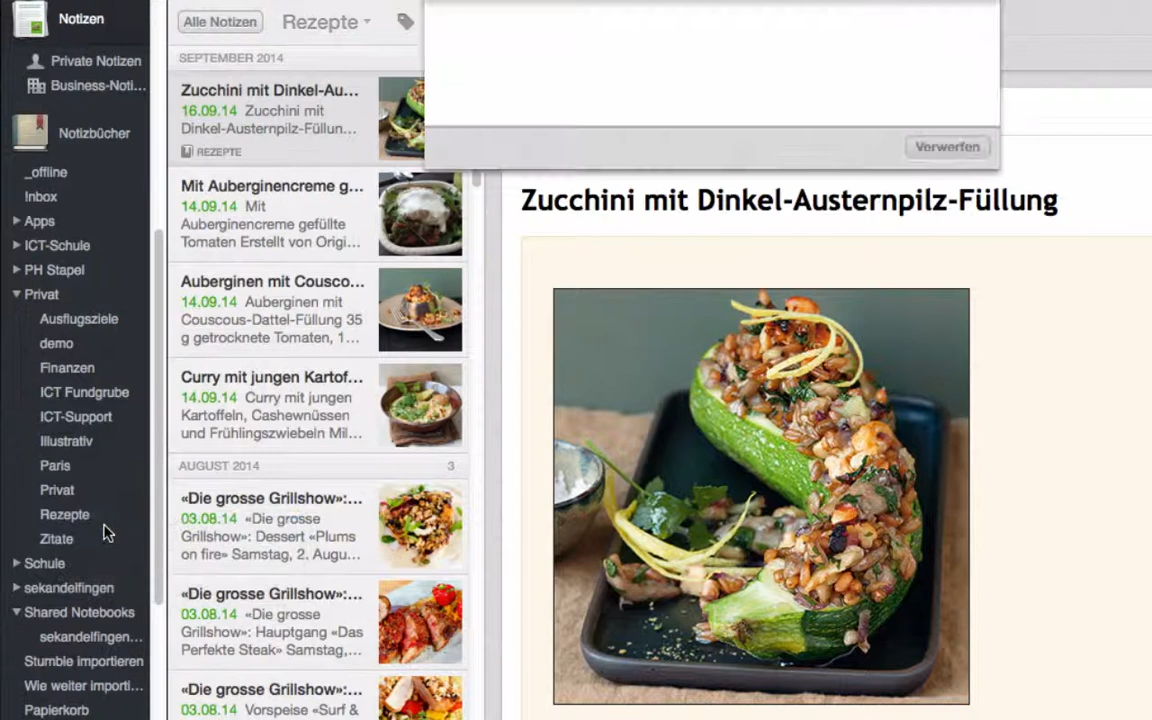 Notizen
Private Notizen
Business-Noti...
Notizbücher
_offline
!nbox
Apps
ICT-Schule
PH Stapel
Privat
Ausflugsziele
demo
Finanzen
ICT Fundgrube
ICT-Support
Illustrativ
Paris
Privat
Rezepte
Zitate
Schule
sekandelfingen
Shared Notebooks
sekandelfingen...
Stumble importieren
Wie weiter importi...
Papierkorb
Alle Notizen
Rezepte
SEPTEMBER 2014
Zucchini mit Dinkel-Au...
16.09.14 Zucchini mit
Dinkel-Austernpilz-Füllun...
REZEPTE
Mit Auberginencreme g...
14.09.14 Mit
Auberginencreme gefüllte
Tomaten Erstellt von Origi...
Auberginen mit Cousco...
14.09.14 Auberginen mit
Couscous-Dattel-Füllung 35
g getrocknete Tomaten, 1...
Curry mit jungen Kartof...
14.09.14 Curry mit jungen
Kartoffeln, Cashewnüssen
und Frühlingszwiebeln Mil...
AUGUST 2014 3
«Die grosse Grillshow»:...
03.08.14 «Die grosse
Grillshow»: Dessert «Plums
on fire» Samstag, 2. Augu...
«Die grosse Grillshow»:...
03.08.14 «Die grosse
Grillshow»: Hauptgang «Das
Perfekte Steak» Samstag,...
«Die grosse Grillshow»:...
03.08.14 Vorspeise «Surf &
Verwerfen
Zucchini mit Dinkel-Austernpilz-Füllung